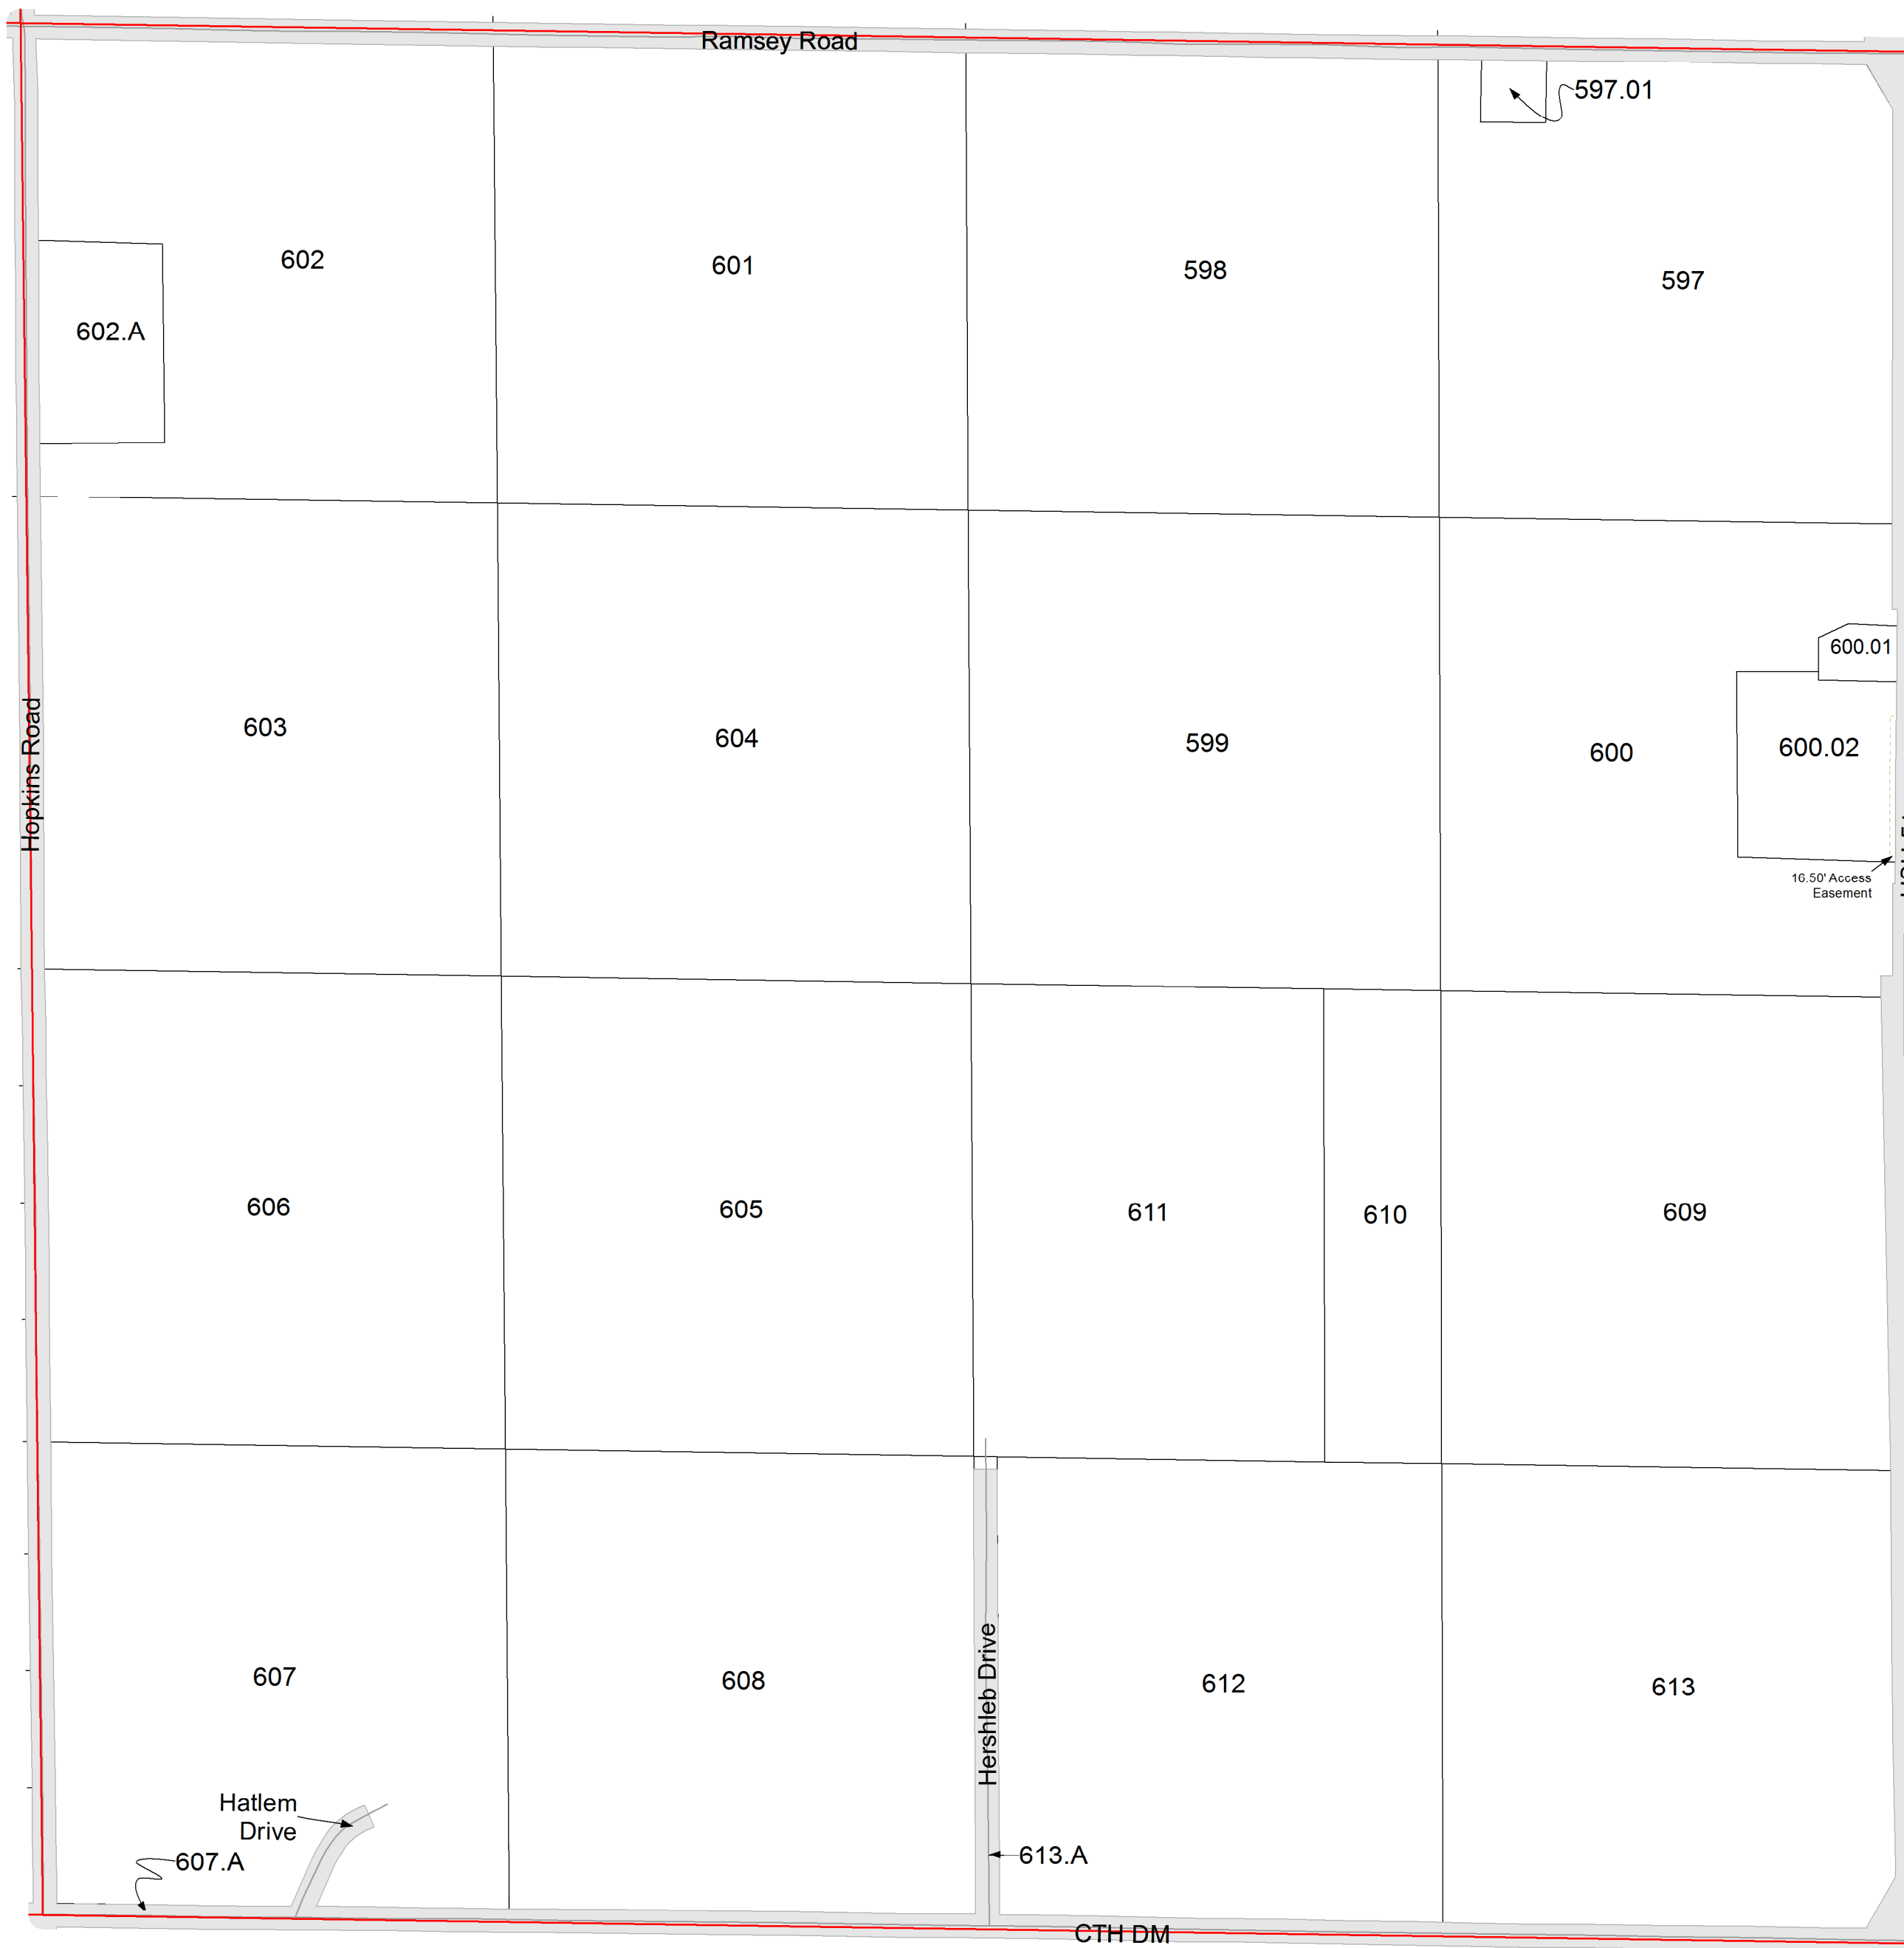 Ramsey Road
597.01
602
601
598
597
602.A
600.01
603
604
599
600
600.02
Hopkins Road
16.50' Access
Easement
606
605
611
610
609
607
608
Hershleb Drive
612
613
Hatlem
Drive
607.A
613.A
CTH DM